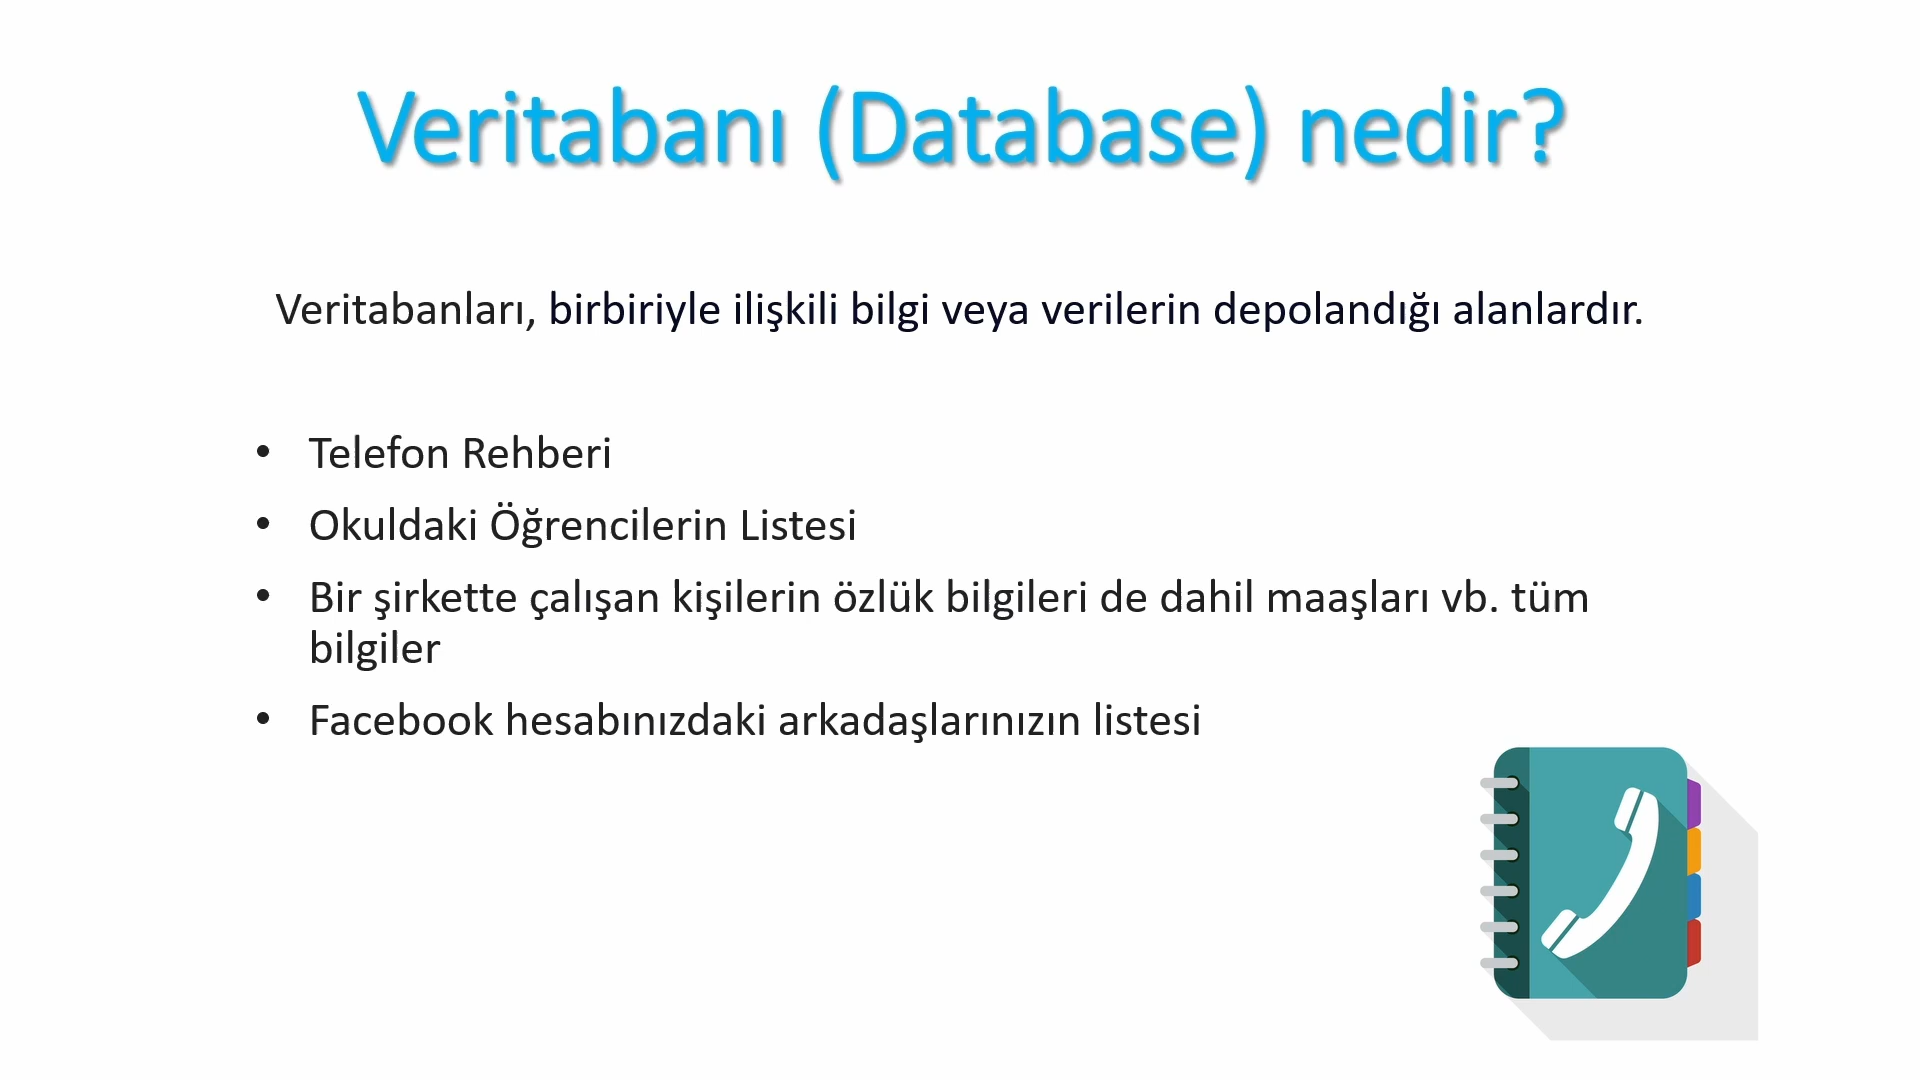 Veritabanı (Database) nedir?
Veritabanları, birbiriyle ilişkili bilgi veya verilerin depolandığı alanlardır.
• Telefon Rehberi
• Okuldaki Öğrencilerin Listesi
• Bir şirkette çalışan kişilerin özlük bilgileri de dahil maaşları vb. tüm
bilgiler
• Facebook hesabınızdaki arkadaşlarınızın listesi